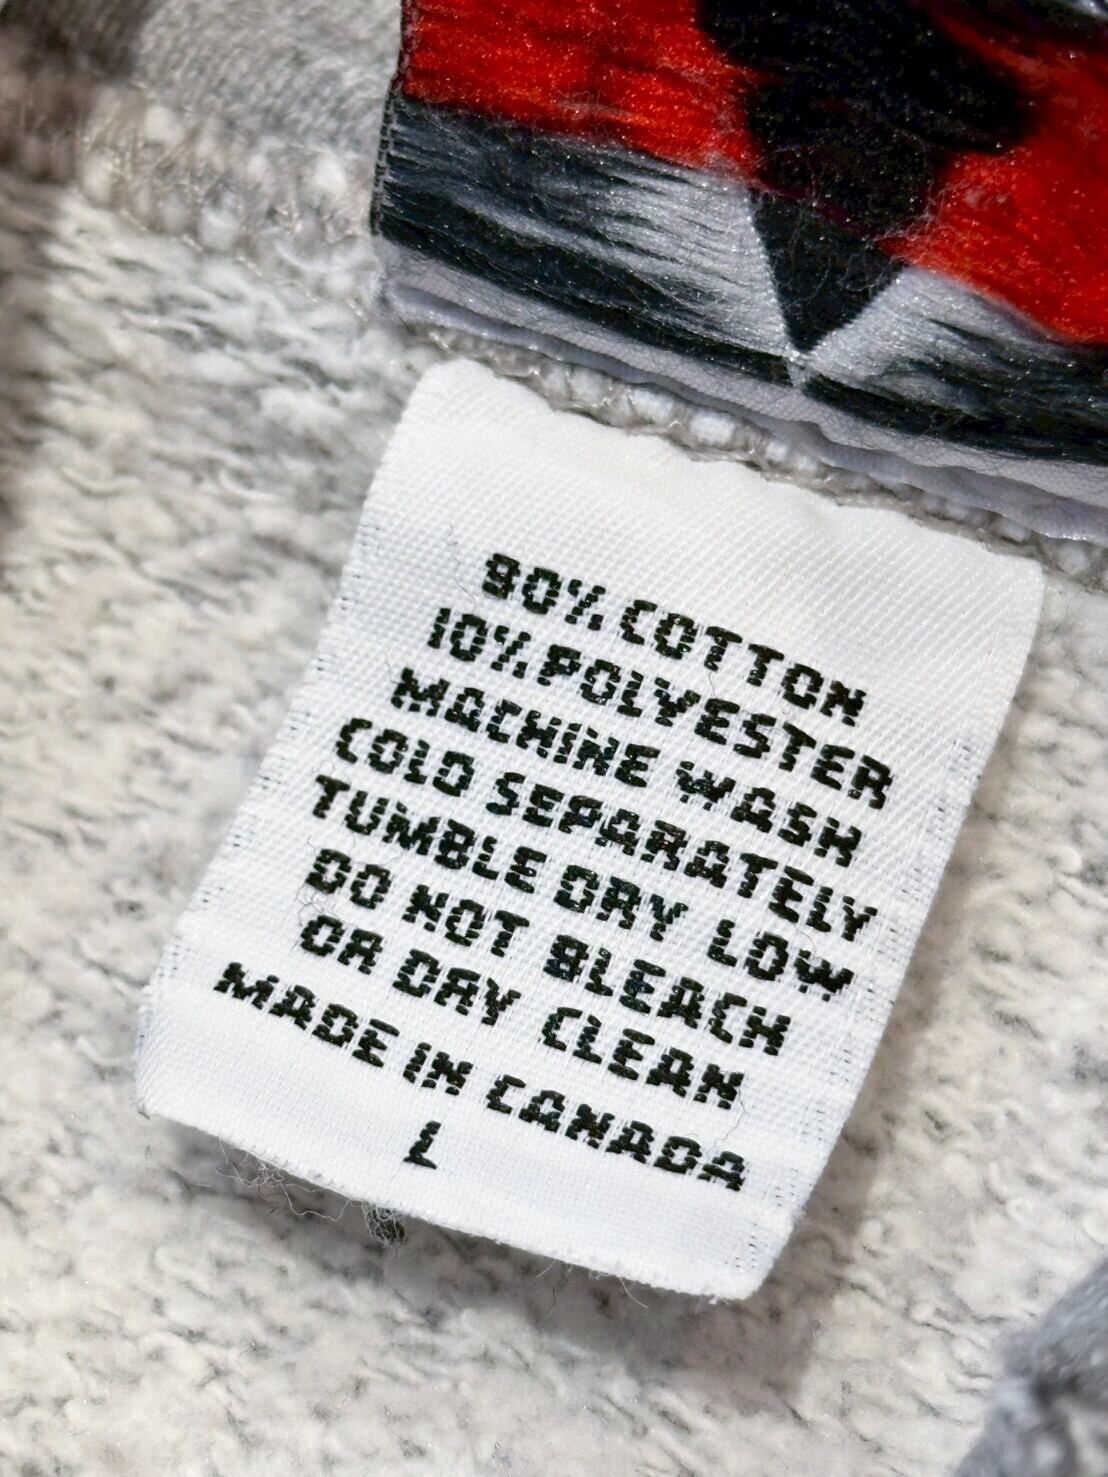 90% COTTON
10% POLYESTER
MACHINE WASH
COLD SEPARATELY
TUMBLE DRY LOW
DO NOT BLEACH
OR DRY CLEAN
MADE IN CANADA
L